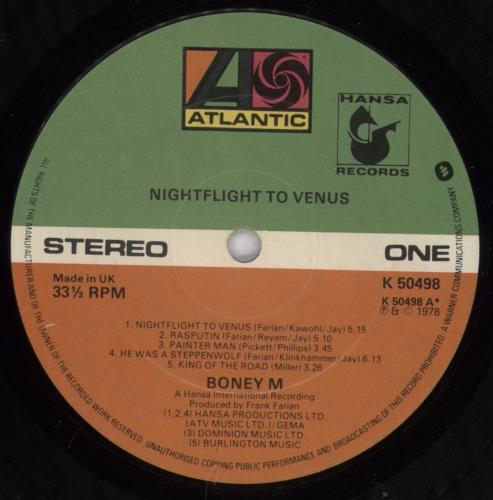 ATLANTIC
HANSA
RECORDS
NIGHTFLIGHT TO VENUS
STEREO ONE
Made in UK
33⅓ RPM
K 50498
K 50498 A*
℗ & © 1978
1. NIGHTFLIGHT TO VENUS (Farian/Kawohl/Jay) 5.15
2. RASPUTIN (Farian/Reyam/Jay) 5.10
3. PAINTER MAN (Pickett/Phillips) 3.45
4. HE WAS A STEPPENWOLF (Farian/Klinkhammer/Jay) 6.13
5. KING OF THE ROAD (Miller) 3.26
BONEY M
A Hansa International Recording
Produced by Frank Farian
(1,2,4) HANSA PRODUCTIONS LTD.
(ATV MUSIC LTD.)/GEMA
(3) DOMINION MUSIC LTD.
(5) BURLINGTON MUSIC
ALL RIGHTS OF THE MANUFACTURER AND OF THE OWNER OF THE RECORDED WORK RESERVED. UNAUTHORISED COPYING PUBLIC PERFORMANCE AND BROADCASTING OF THIS RECORD PROHIBITED. A WARNER COMMUNICATIONS COMPANY